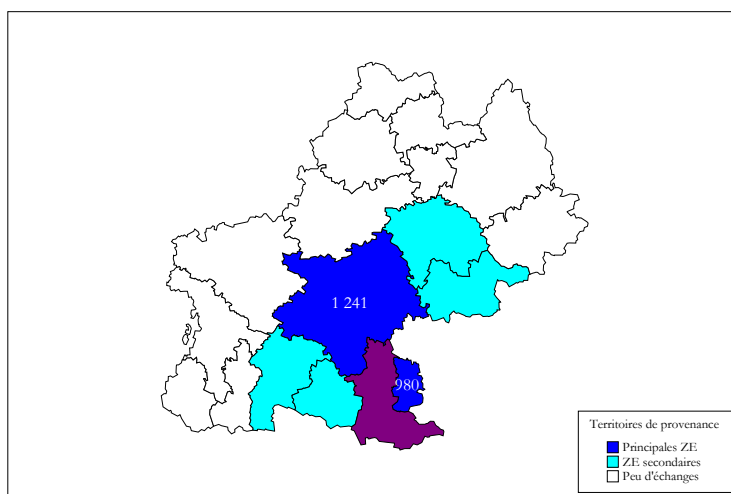 1 241
980
Territoires de provenance
Principales ZE
ZE secondaires
Peu d'échanges